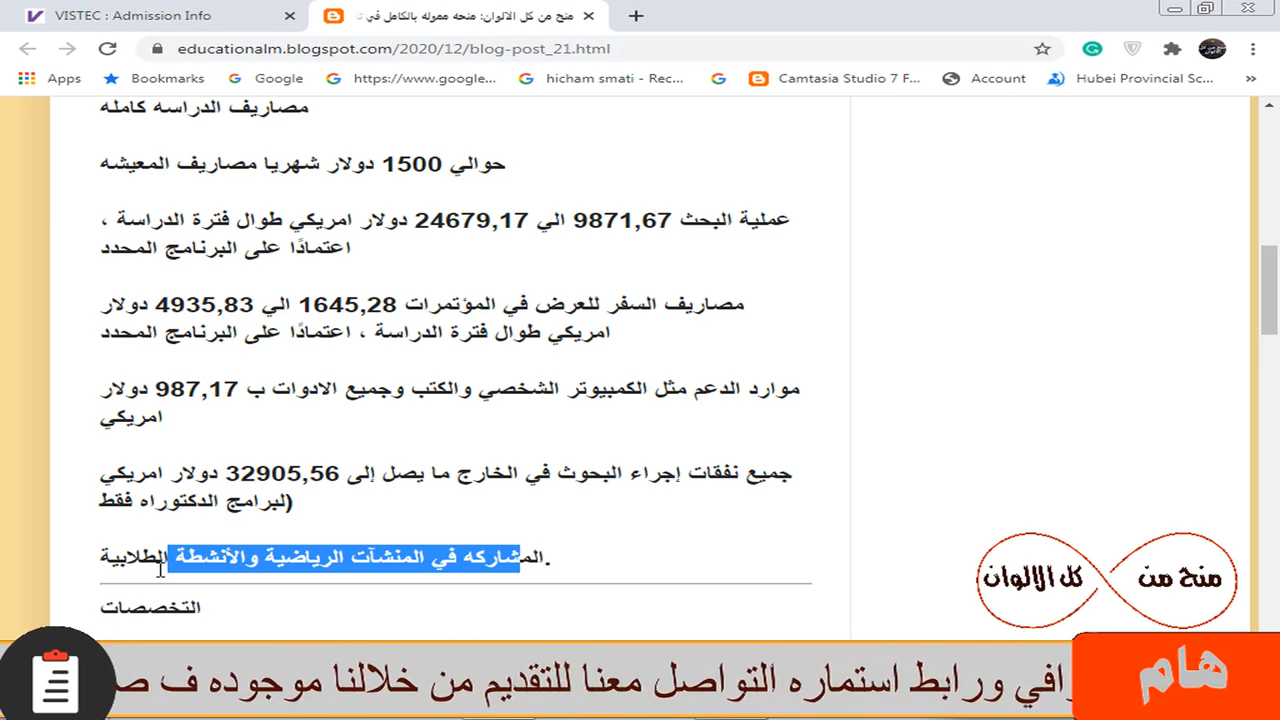 VISTEC : Admission Info
منح من كل الالوان: منحه مموله بالكامل في تا
educationalm.blogspot.com/2020/12/blog-post_21.html
Apps Bookmarks Google https://www.google... hicham smati - Rec... Camtasia Studio 7 F... Account Hubei Provincial Sc... »
مصاريف الدراسه كامله
حوالي 1500 دولار شهريا مصاريف المعيشه
عملية البحث 9871,67 الي 24679,17 دولار امريكي طوال فترة الدراسة ،
اعتمادًا على البرنامج المحدد
مصاريف السفر للعرض في المؤتمرات 1645,28 الي 4935,83 دولار
امريكي طوال فترة الدراسة ، اعتمادًا على البرنامج المحدد
موارد الدعم مثل الكمبيوتر الشخصي والكتب وجميع الادوات ب 987,17 دولار
امريكي
جميع نفقات إجراء البحوث في الخارج ما يصل إلى 32905,56 دولار امريكي
(لبرامج الدكتوراه فقط
المشاركه في المنشآت الرياضية والأنشطة الطلابية.
التخصصات
منح من كل الالوان
هام
افي ورابط استماره التواصل معنا للتقديم من خلالنا موجوده ف صـ